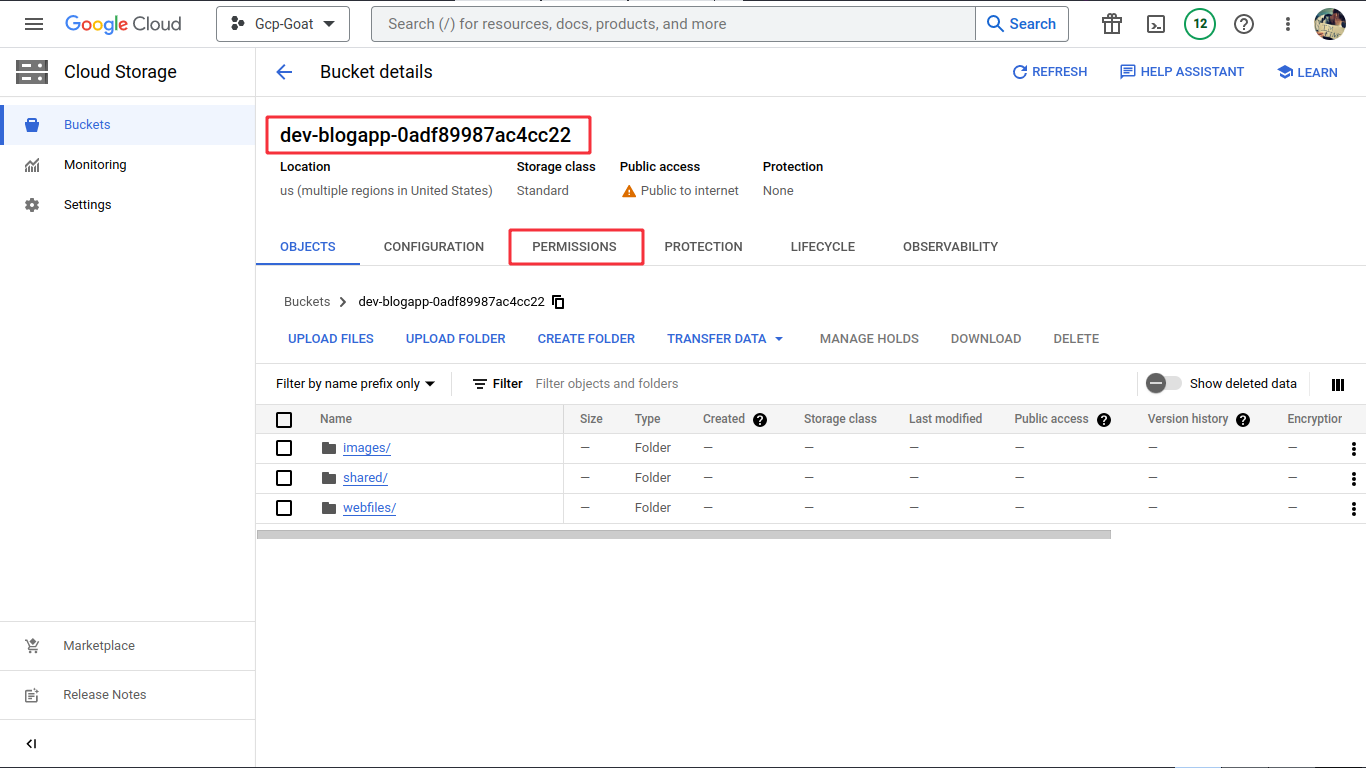 Google Cloud
Gcp-Goat
Search (/) for resources, docs, products, and more
Search
12
Cloud Storage
Bucket details
REFRESH
HELP ASSISTANT
LEARN
Buckets
Monitoring
Settings
dev-blogapp-0adf89987ac4cc22
Location Storage class Public access Protection
us (multiple regions in United States) Standard Public to internet None
OBJECTS CONFIGURATION PERMISSIONS PROTECTION LIFECYCLE OBSERVABILITY
Buckets > dev-blogapp-0adf89987ac4cc22
UPLOAD FILES UPLOAD FOLDER CREATE FOLDER TRANSFER DATA MANAGE HOLDS DOWNLOAD DELETE
Filter by name prefix only Filter Filter objects and folders Show deleted data
Name Size Type Created Storage class Last modified Public access Version history Encryption
images/ — Folder — — — — — —
shared/ — Folder — — — — — —
webfiles/ — Folder — — — — — —
Marketplace
Release Notes